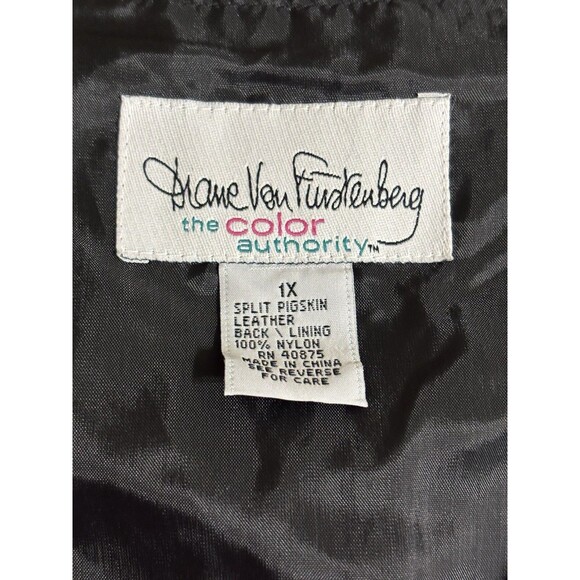 Diane Von Furstenberg
the color
authority™
1X
SPLIT PIGSKIN
LEATHER
BACK \ LINING
100% NYLON
RN 40875
MADE IN CHINA
SEE REVERSE
FOR CARE